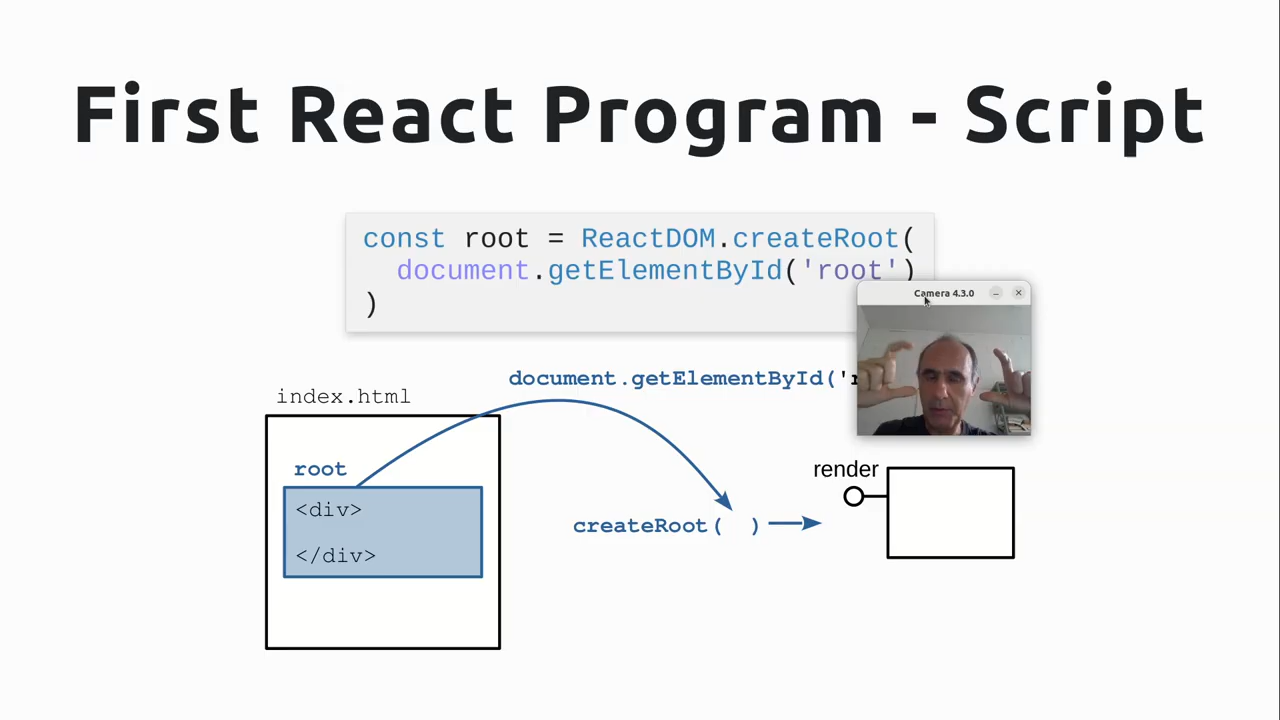 First React Program - Script
const root = ReactDOM.createRoot(
document.getElementById('root')
)
Camera 4.3.0
document.getElementById('r
index.html
root
<div>
</div>
createRoot( )
render